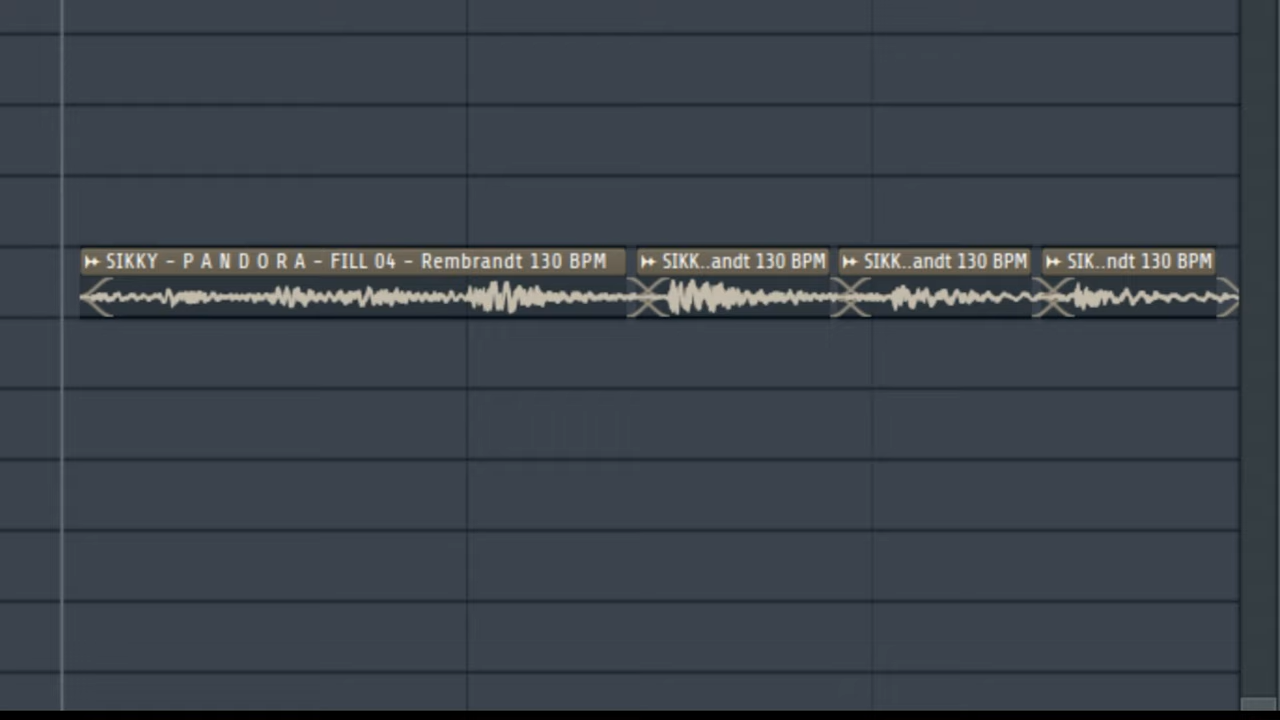 SIKKY - P A N D O R A - FILL 04 - Rembrandt 130 BPM
SIKK..andt 130 BPM
SIKK..andt 130 BPM
SIK..ndt 130 BPM